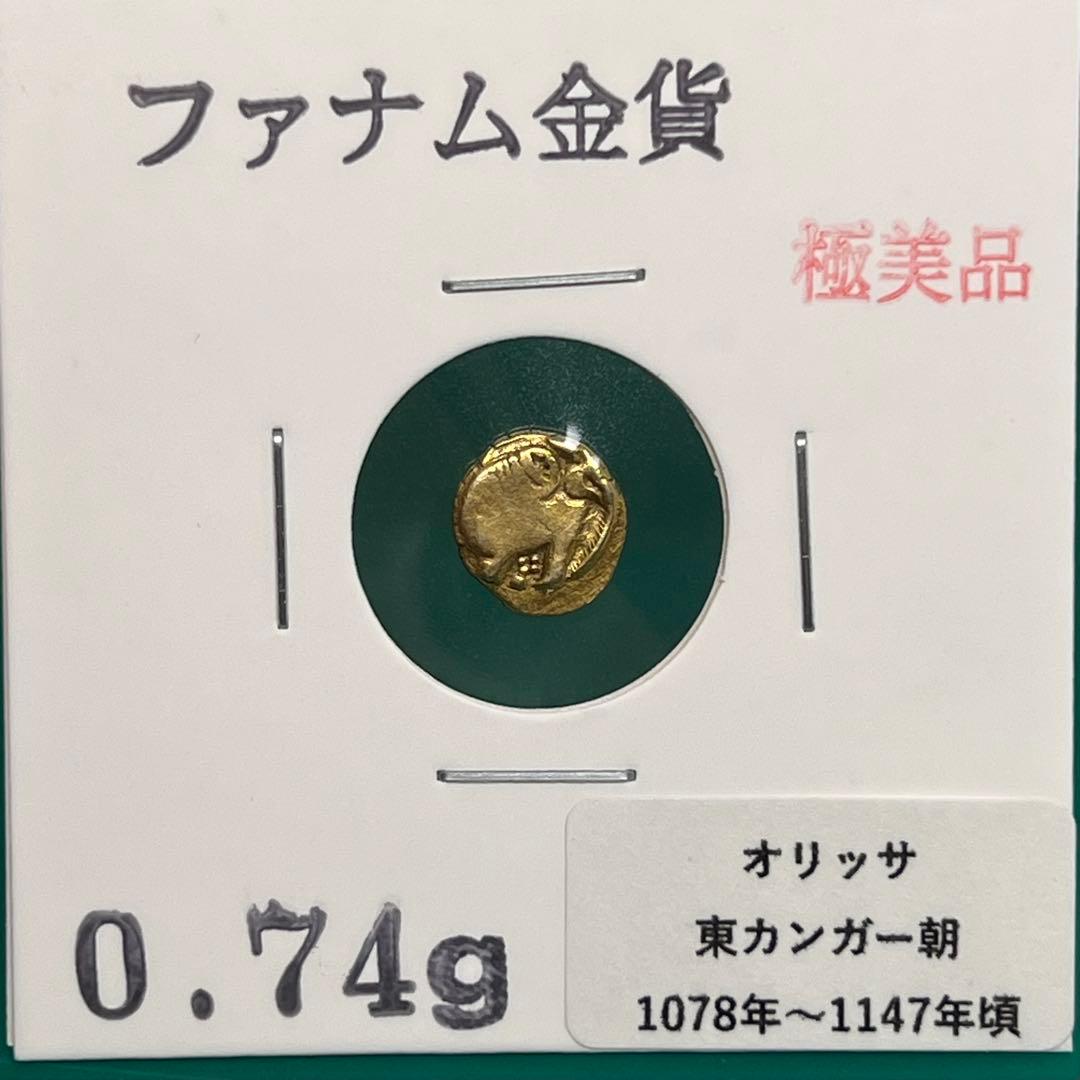 ファナム金貨
極美品
0.74g
オリッサ
東カンガー朝
1078年～1147年頃